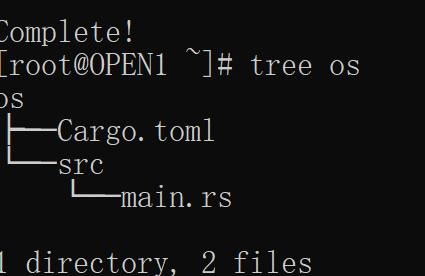 Complete!
[root@OPEN1 ~]# tree os
os
├──Cargo.toml
└──src
    └──main.rs
1 directory, 2 files